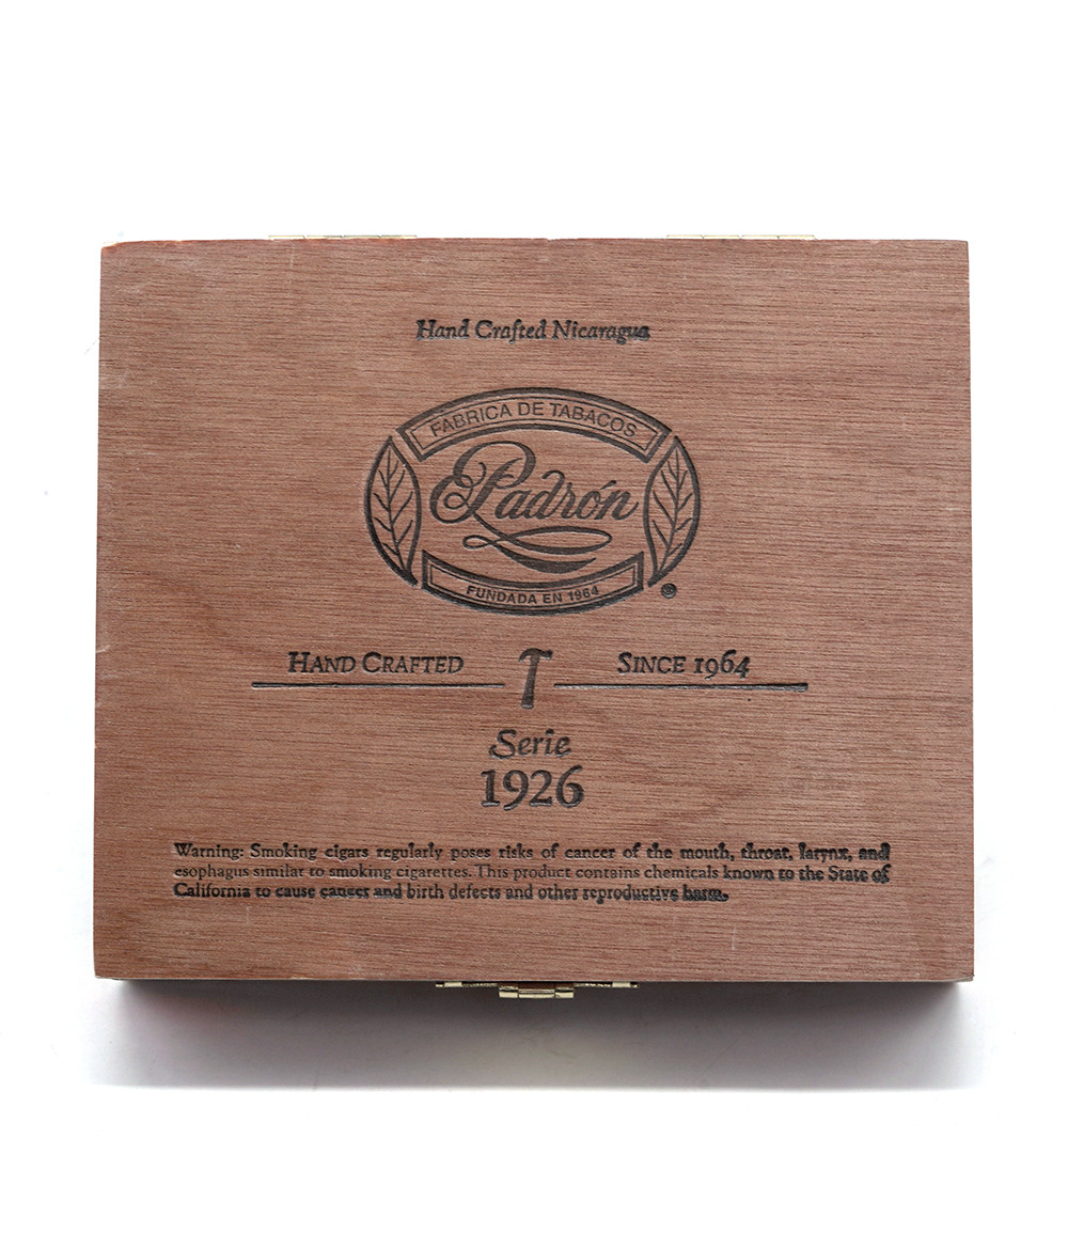 Hand Crafted Nicaragua
FABRICA DE TABACOS
Padrón
FUNDADA EN 1964
HAND CRAFTED SINCE 1964
Serie
1926
Warning: Smoking cigars regularly poses risks of cancer of the mouth, throat, larynx, and
esophagus similar to smoking cigarettes. This product contains chemicals known to the State of
California to cause cancer and birth defects and other reproductive harm.